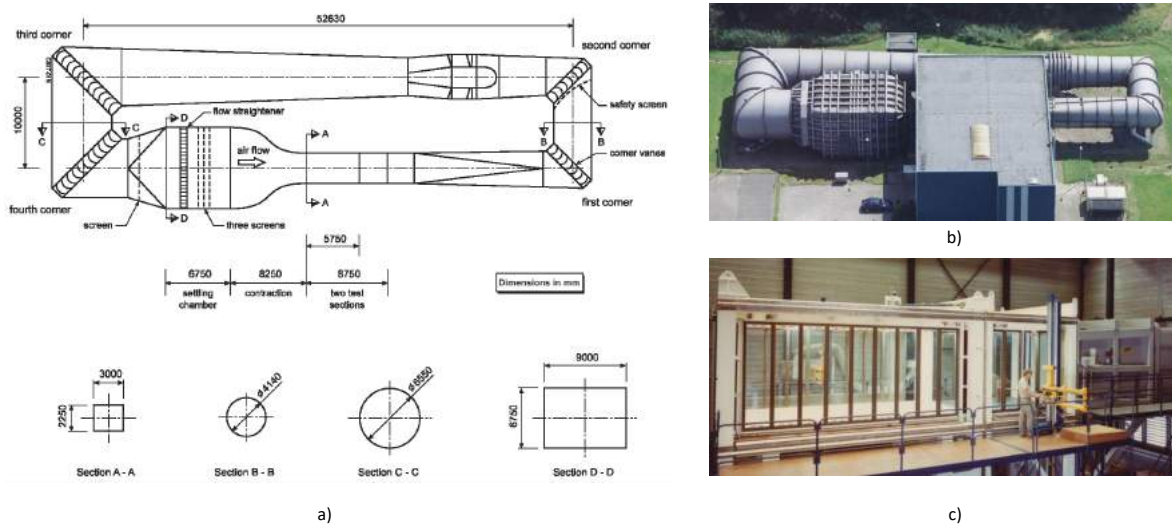 52630
third corner
second corner
safety screen
10000
C
C
D
flow straightener
A
B
B
air flow
corner vanes
fourth corner
D
A
first corner
screen
three screens
5750
6750
8250
8750
settling
chamber
contraction
two test
sections
Dimensions in mm
3000
2250
ø4140
ø6550
9000
6750
Section A - A
Section B - B
Section C - C
Section D - D
a)
b)
c)